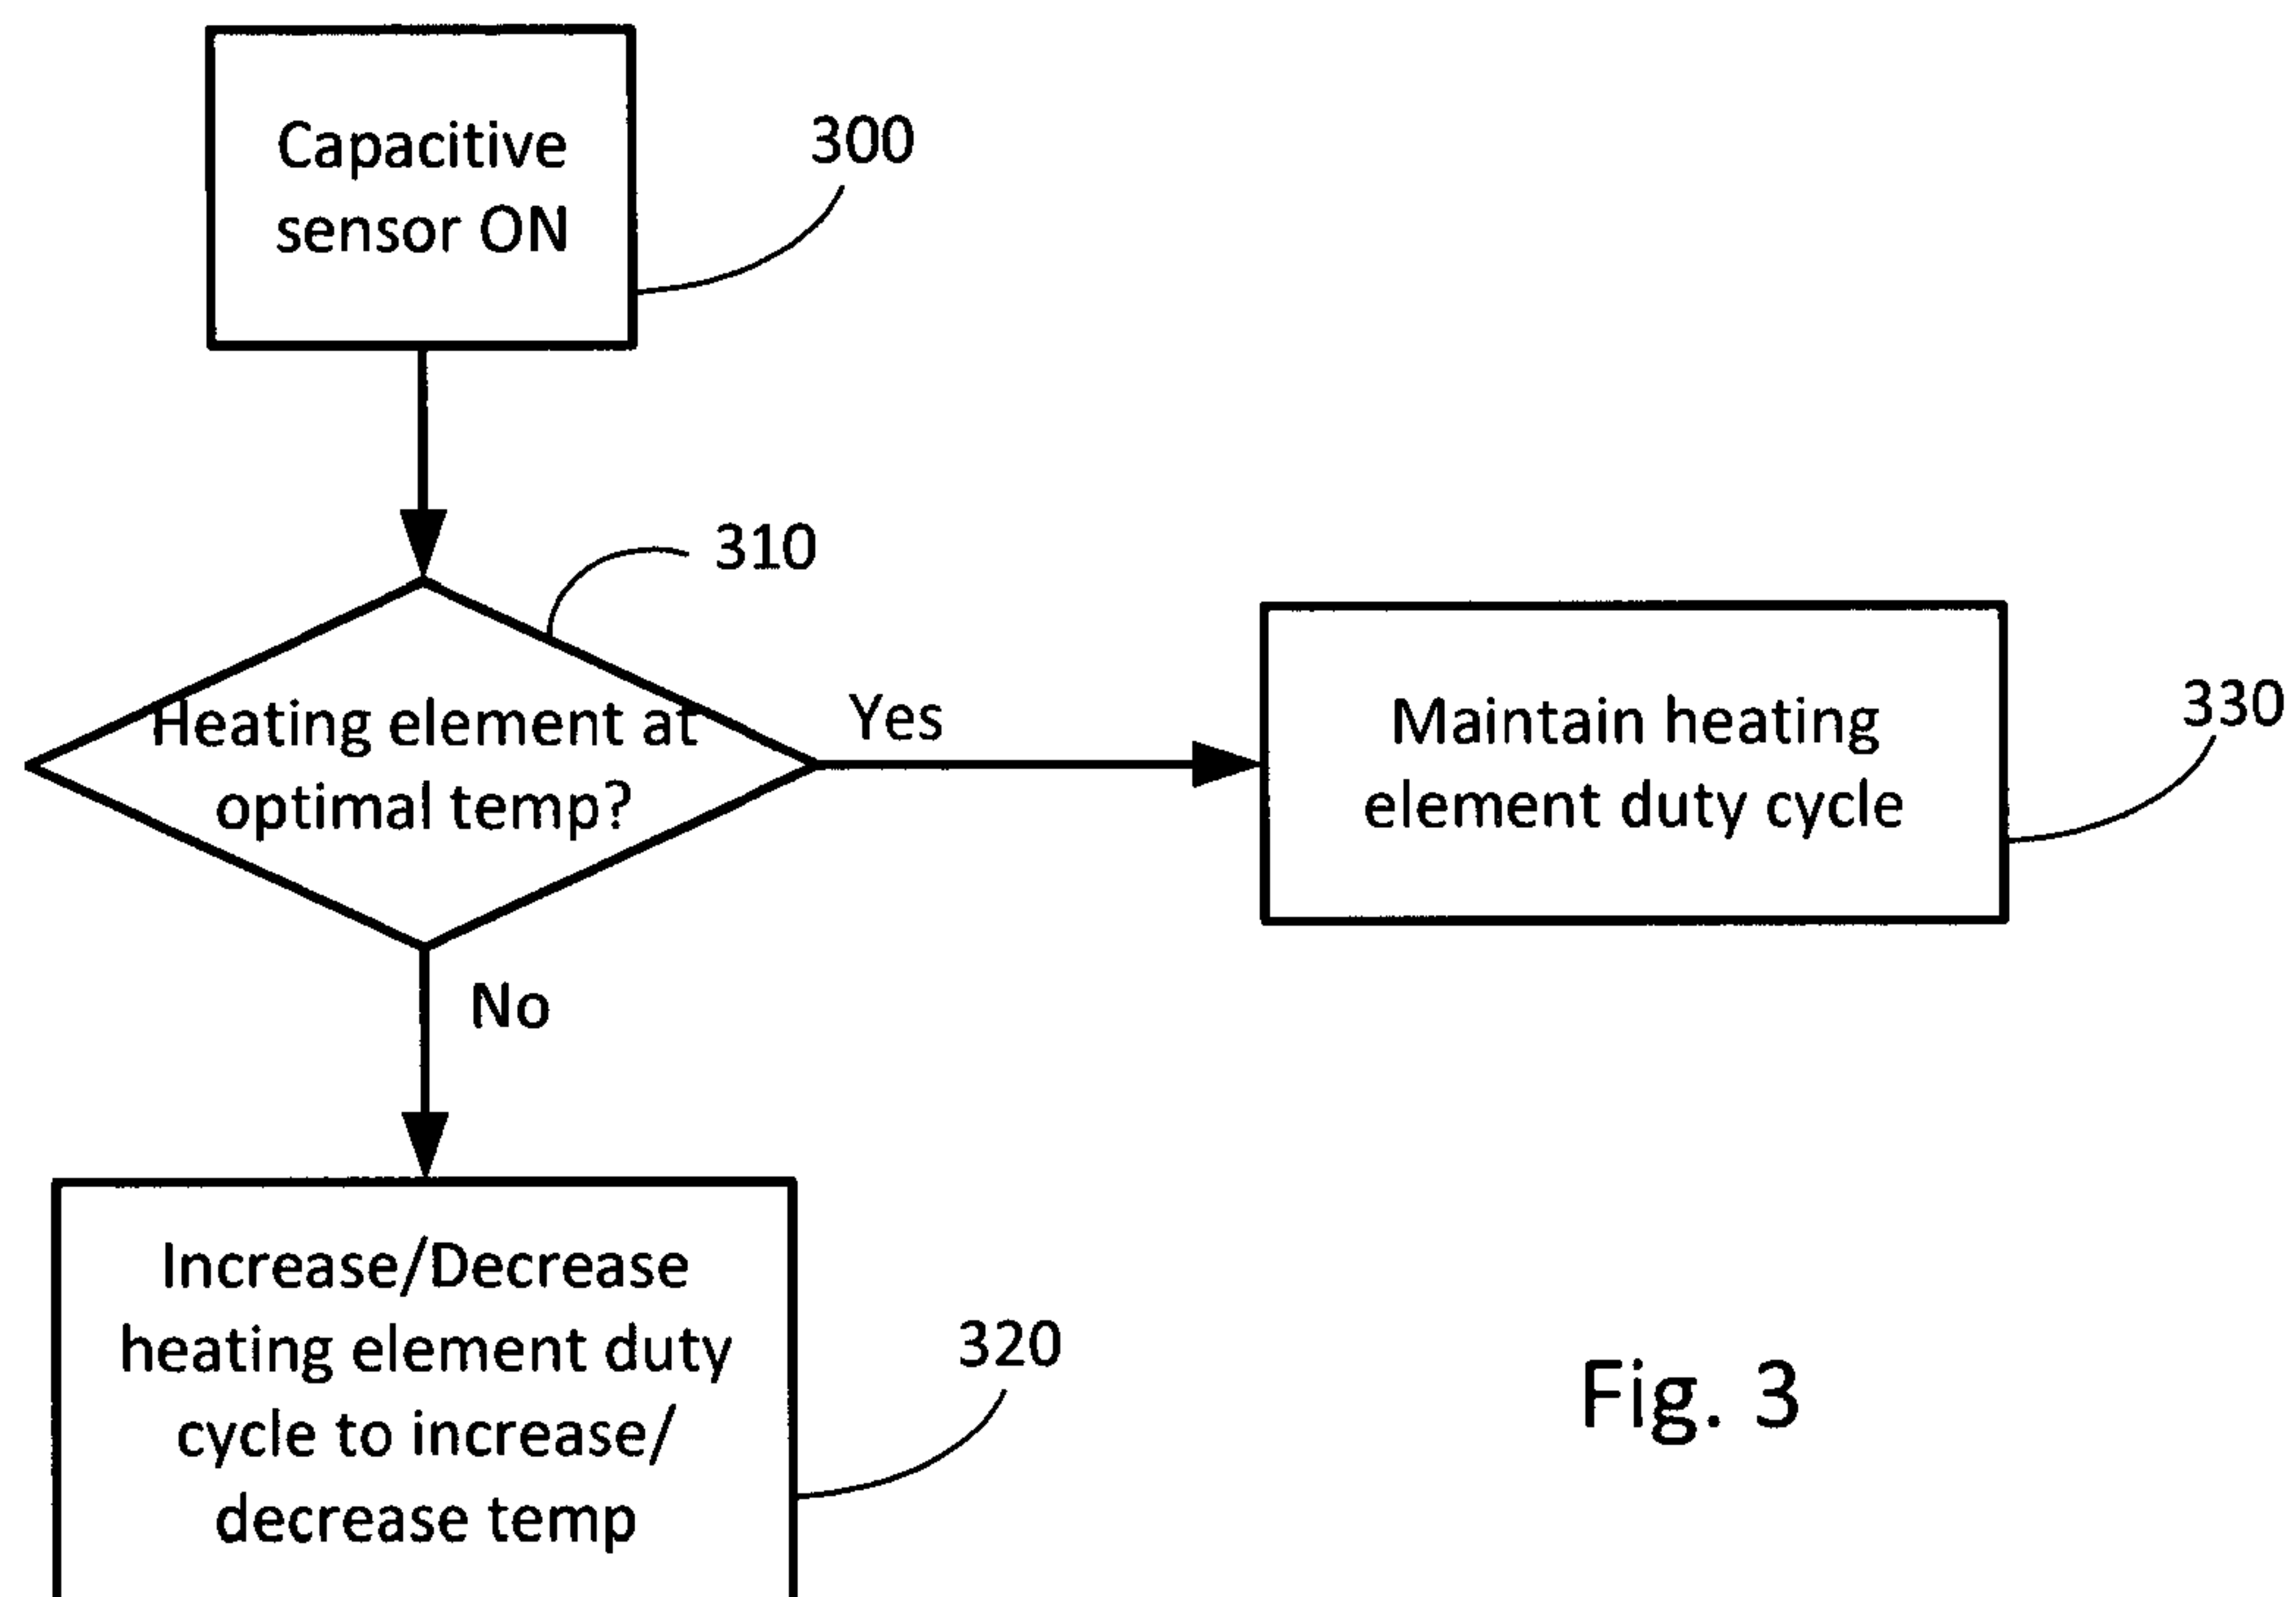 Capacitive
sensor ON
300
310
Heating element at
optimal temp?
Yes
Maintain heating
element duty cycle
330
No
Increase/Decrease
heating element duty
cycle to increase/
decrease temp
320
Fig. 3